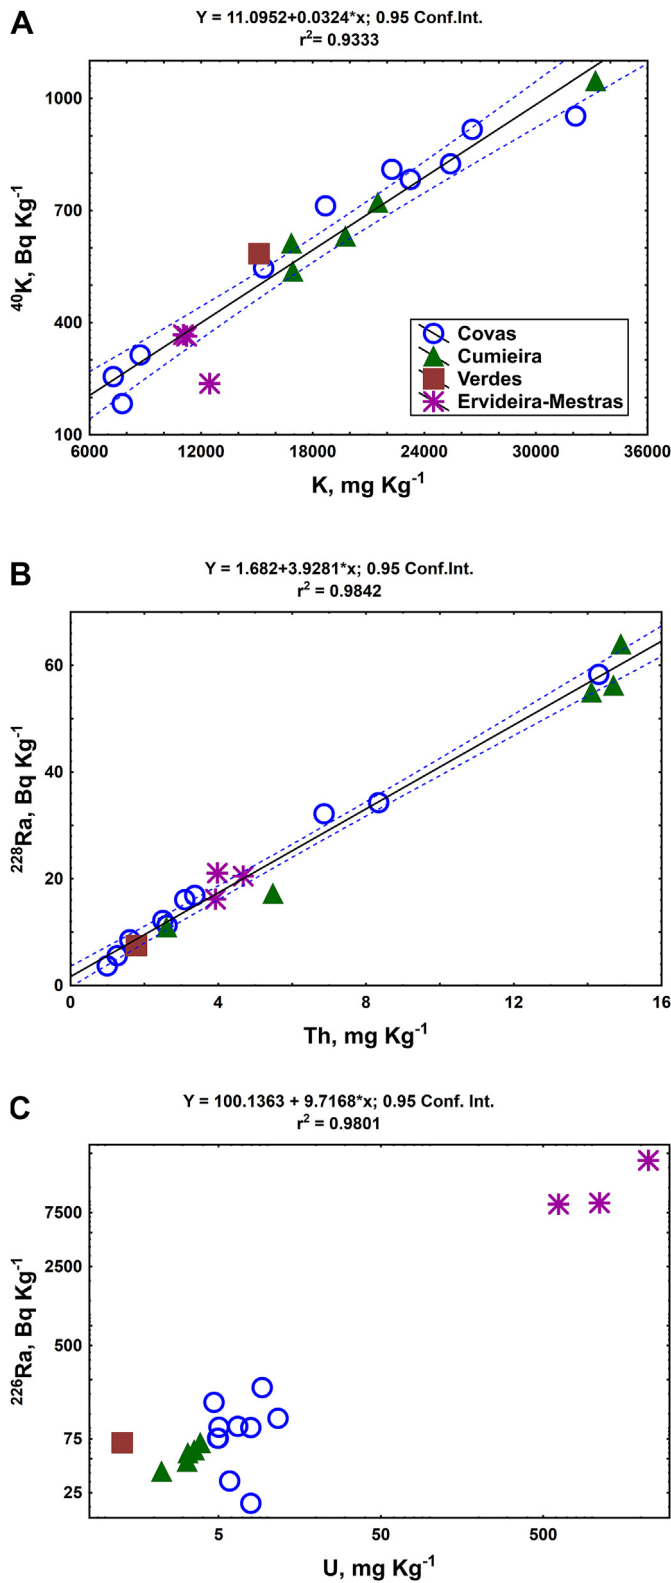 A
Y = 11.0952+0.0324*x; 0.95 Conf.Int.
r²= 0.9333
1000
700
400
100
⁴⁰K, Bq Kg⁻¹
Covas
Cumieira
Verdes
Ervideira-Mestras
6000 12000 18000 24000 30000 36000
K, mg Kg⁻¹
B
Y = 1.682+3.9281*x; 0.95 Conf.Int.
r² = 0.9842
60
40
20
0
²²⁸Ra, Bq Kg⁻¹
0 4 8 12 16
Th, mg Kg⁻¹
C
Y = 100.1363 + 9.7168*x; 0.95 Conf. Int.
r² = 0.9801
7500
2500
500
75
25
²²⁶Ra, Bq Kg⁻¹
5 50 500
U, mg Kg⁻¹